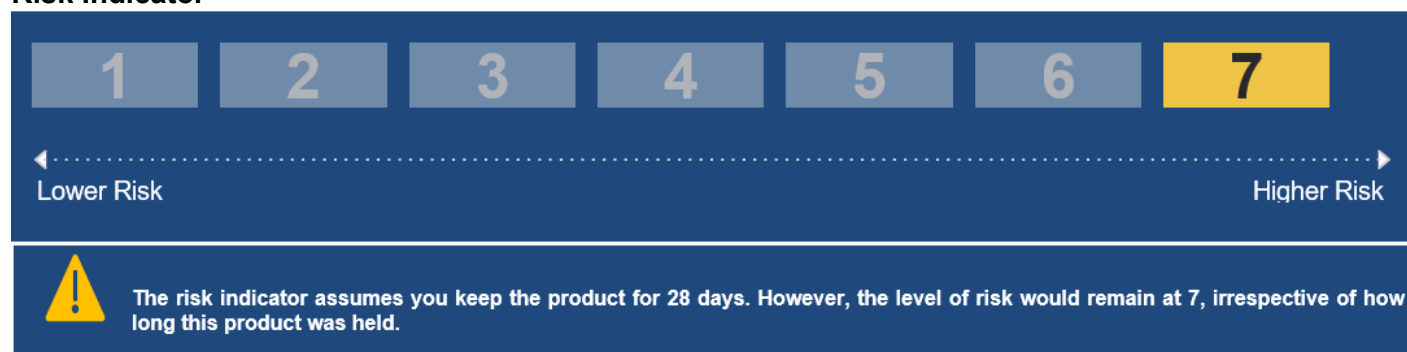 Risk Indicator
1 2 3 4 5 6 7
Lower Risk Higher Risk
The risk indicator assumes you keep the product for 28 days. However, the level of risk would remain at 7, irrespective of how
long this product was held.